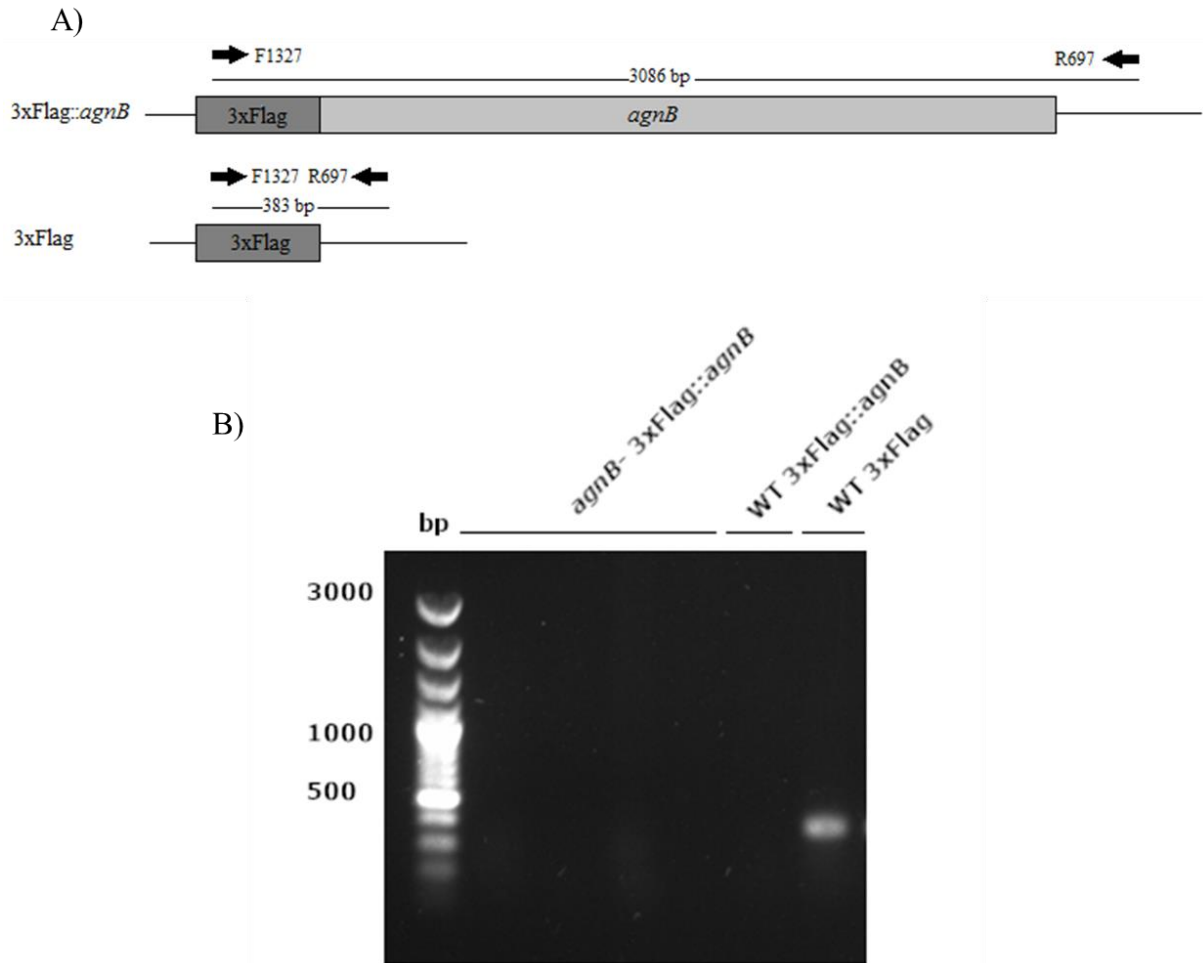 A)
F1327
R697
3086 bp
3xFlag::agnB
3xFlag
agnB
F1327 R697
383 bp
3xFlag
3xFlag
B)
agnB- 3xFlag::agnB
WT 3xFlag::agnB
WT 3xFlag
bp
3000
1000
500